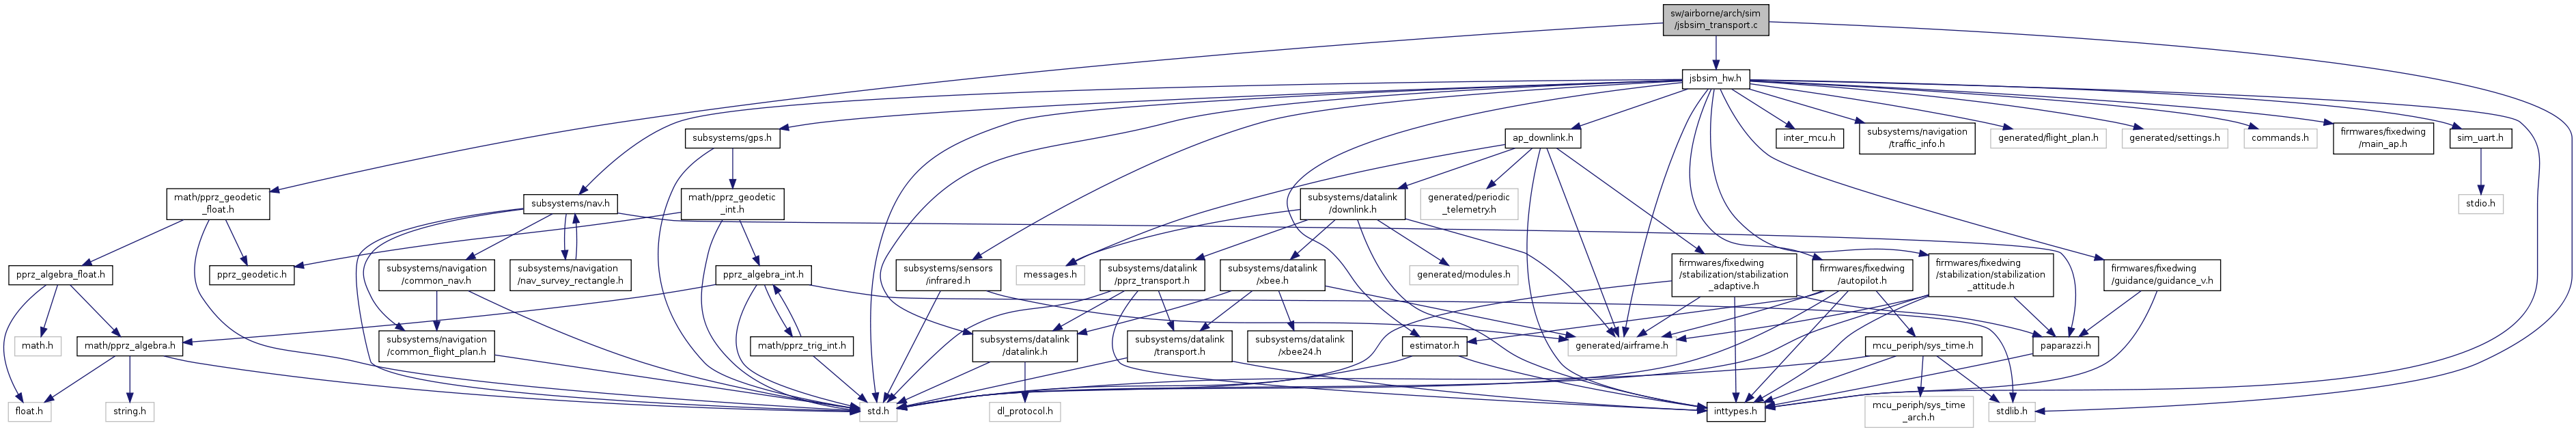 sw/airborne/arch/sim
/jsbsim_transport.c
jsbsim_hw.h
subsystems/gps.h
ap_downlink.h
inter_mcu.h
subsystems/navigation
/traffic_info.h
generated/flight_plan.h
generated/settings.h
commands.h
firmwares/fixedwing
/main_ap.h
sim_uart.h
math/pprz_geodetic
_float.h
subsystems/nav.h
math/pprz_geodetic
_int.h
subsystems/datalink
/downlink.h
generated/periodic
_telemetry.h
stdio.h
pprz_algebra_float.h
pprz_geodetic.h
subsystems/navigation
/common_nav.h
subsystems/navigation
/nav_survey_rectangle.h
pprz_algebra_int.h
subsystems/sensors
/infrared.h
messages.h
subsystems/datalink
/pprz_transport.h
subsystems/datalink
/xbee.h
generated/modules.h
firmwares/fixedwing
/stabilization/stabilization
_adaptive.h
firmwares/fixedwing
/autopilot.h
firmwares/fixedwing
/stabilization/stabilization
_attitude.h
firmwares/fixedwing
/guidance/guidance_v.h
math.h
math/pprz_algebra.h
subsystems/navigation
/common_flight_plan.h
math/pprz_trig_int.h
subsystems/datalink
/datalink.h
subsystems/datalink
/transport.h
subsystems/datalink
/xbee24.h
estimator.h
generated/airframe.h
mcu_periph/sys_time.h
paparazzi.h
float.h
string.h
std.h
dl_protocol.h
inttypes.h
mcu_periph/sys_time
_arch.h
stdlib.h